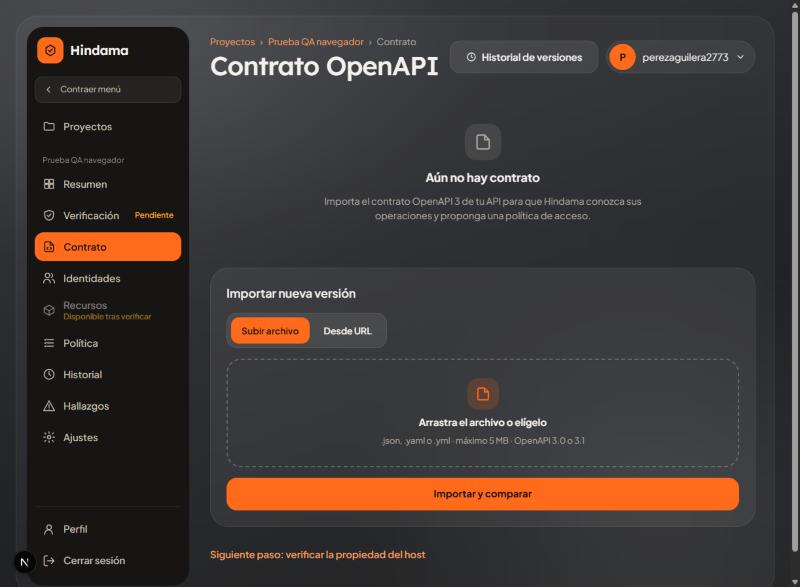 Hindama
Contraer menú
Proyectos
Prueba QA navegador
Resumen
Verificación Pendiente
Contrato
Identidades
Recursos
Disponible tras verificar
Política
Historial
Hallazgos
Ajustes
Perfil
Cerrar sesión
N
Proyectos › Prueba QA navegador › Contrato
Contrato OpenAPI
Historial de versiones
P perezaguilera2773
Aún no hay contrato
Importa el contrato OpenAPI 3 de tu API para que Hindama conozca sus
operaciones y proponga una política de acceso.
Importar nueva versión
Subir archivo Desde URL
Arrastra el archivo o elígelo
.json, .yaml o .yml · máximo 5 MB · OpenAPI 3.0 o 3.1
Importar y comparar
Siguiente paso: verificar la propiedad del host